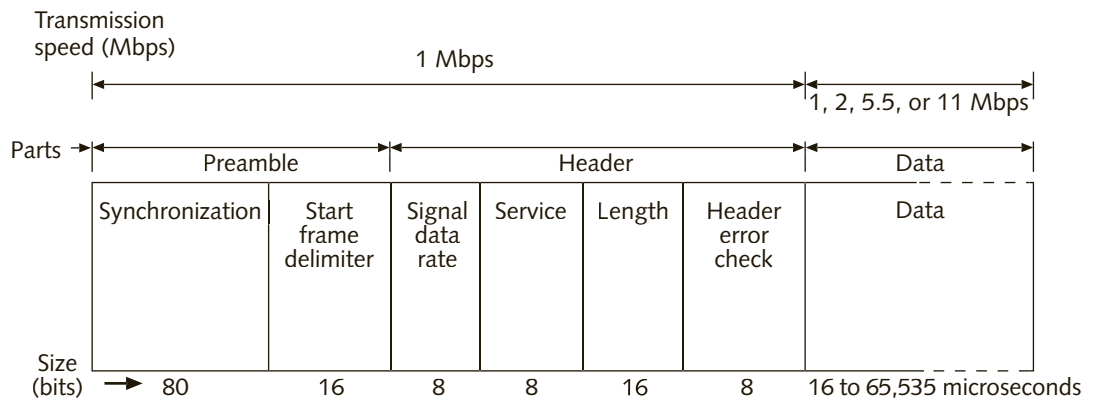 Transmission
speed (Mbps)
1 Mbps
1, 2, 5.5, or 11 Mbps
Parts
Preamble
Header
Data
Synchronization
Start
frame
delimiter
Signal
data
rate
Service
Length
Header
error
check
Data
Size
(bits)
80
16
8
8
16
8
16 to 65,535 microseconds